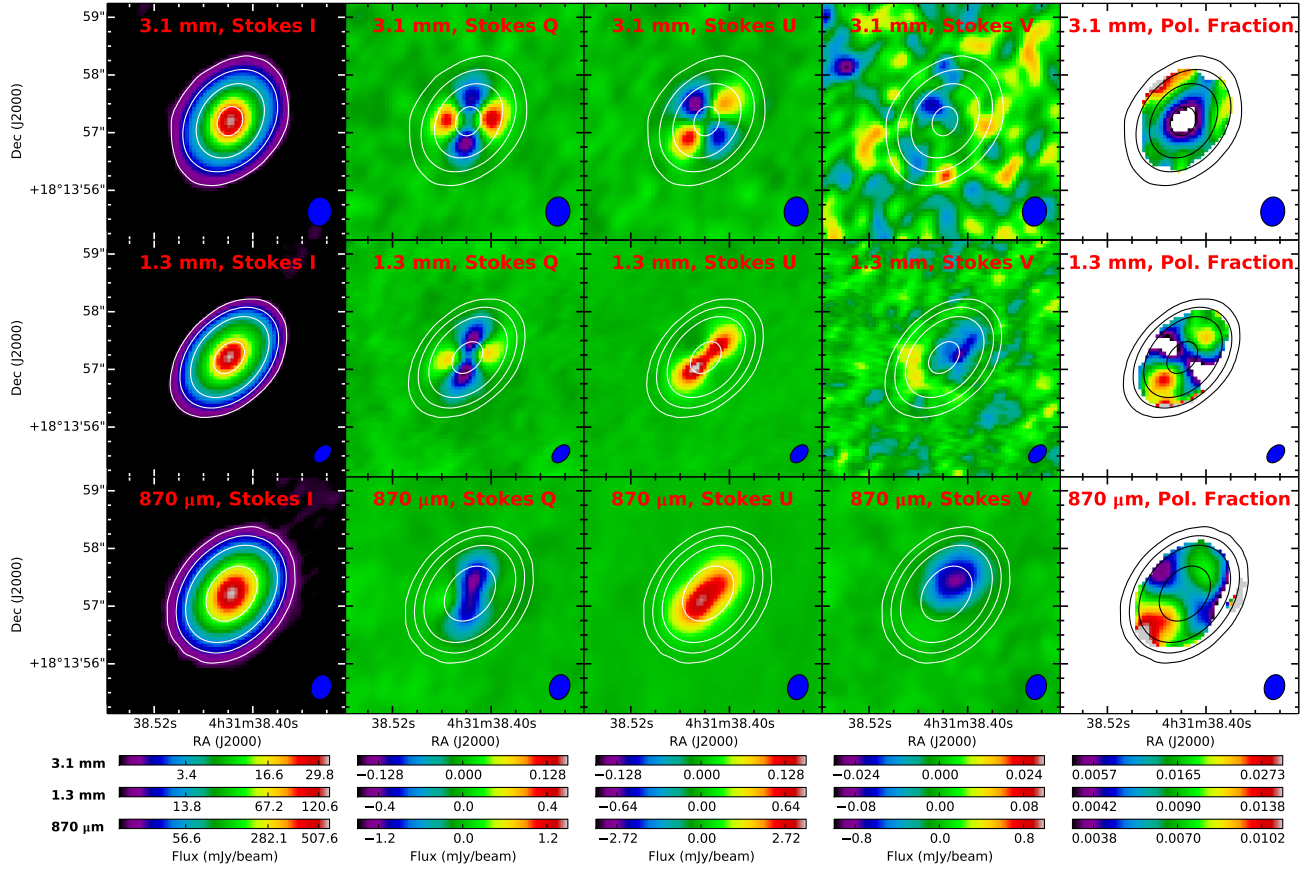 3.1 mm, Stokes I 3.1 mm, Stokes Q 3.1 mm, Stokes U 3.1 mm, Stokes V 3.1 mm, Pol. Fraction
59"
58"
57"
+18°13'56"
Dec (J2000)
1.3 mm, Stokes I 1.3 mm, Stokes Q 1.3 mm, Stokes U 1.3 mm, Stokes V 1.3 mm, Pol. Fraction
59"
58"
57"
+18°13'56"
Dec (J2000)
870 μm, Stokes I 870 μm, Stokes Q 870 μm, Stokes U 870 μm, Stokes V 870 μm, Pol. Fraction
59"
58"
57"
+18°13'56"
Dec (J2000)
38.52s 4h31m38.40s 38.52s 4h31m38.40s 38.52s 4h31m38.40s 38.52s 4h31m38.40s 38.52s 4h31m38.40s
RA (J2000) RA (J2000) RA (J2000) RA (J2000) RA (J2000)
3.1 mm
3.4 16.6 29.8 −0.128 0.000 0.128 −0.128 0.000 0.128 −0.024 0.000 0.024 0.0057 0.0165 0.0273
1.3 mm
13.8 67.2 120.6 −0.4 0.0 0.4 −0.64 0.00 0.64 −0.08 0.00 0.08 0.0042 0.0090 0.0138
870 μm
56.6 282.1 507.6 −1.2 0.0 1.2 −2.72 0.00 2.72 −0.8 0.0 0.8 0.0038 0.0070 0.0102
Flux (mJy/beam) Flux (mJy/beam) Flux (mJy/beam) Flux (mJy/beam)